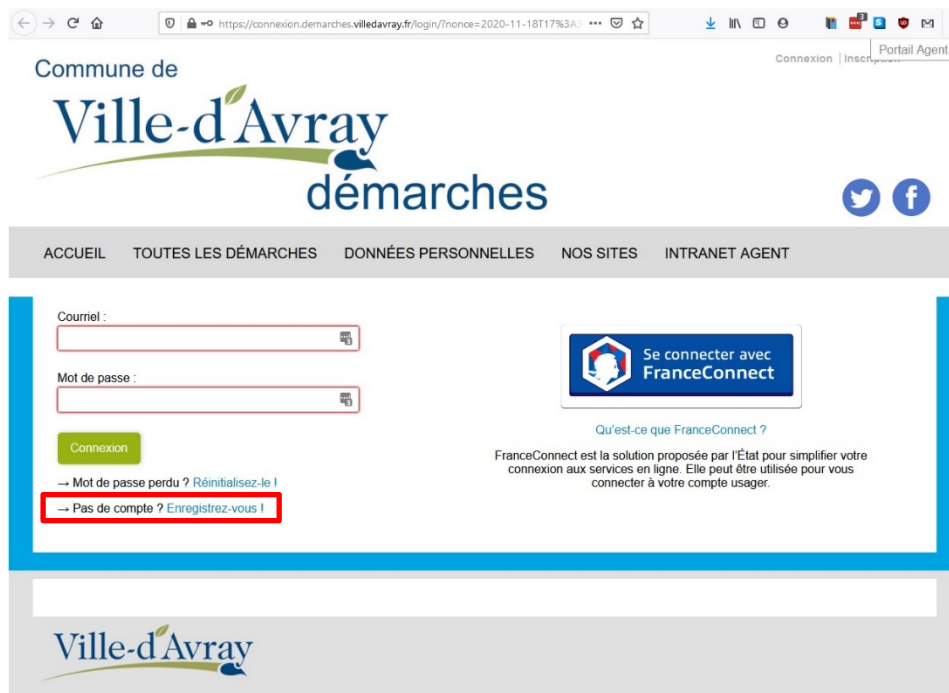 https://connexion.demarches.villedavray.fr/login/?nonce=2020-11-18T17%3A3
3
Portail Agent
Connexion | Inscription
Commune de
Ville-d'Avray
démarches
ACCUEIL TOUTES LES DÉMARCHES DONNÉES PERSONNELLES NOS SITES INTRANET AGENT
Courriel :
Mot de passe :
Connexion
→ Mot de passe perdu ? Réinitialisez-le !
→ Pas de compte ? Enregistrez-vous !
Se connecter avec
FranceConnect
Qu'est-ce que FranceConnect ?
FranceConnect est la solution proposée par l'État pour simplifier votre
connexion aux services en ligne. Elle peut être utilisée pour vous
connecter à votre compte usager.
Ville-d'Avray